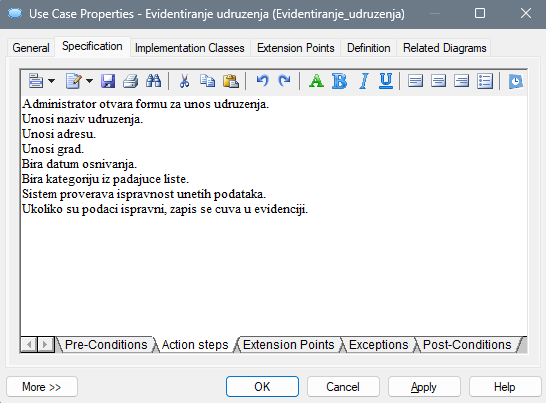 Use Case Properties - Evidentiranje udruzenja (Evidentiranje_udruzenja)
General Specification Implementation Classes Extension Points Definition Related Diagrams
A B I U
Administrator otvara formu za unos udruzenja.
Unosi naziv udruzenja.
Unosi adresu.
Unosi grad.
Bira datum osnivanja.
Bira kategoriju iz padajuce liste.
Sistem proverava ispravnost unetih podataka.
Ukoliko su podaci ispravni, zapis se cuva u evidenciji.
Pre-Conditions Action steps Extension Points Exceptions Post-Conditions
More >> OK Cancel Apply Help